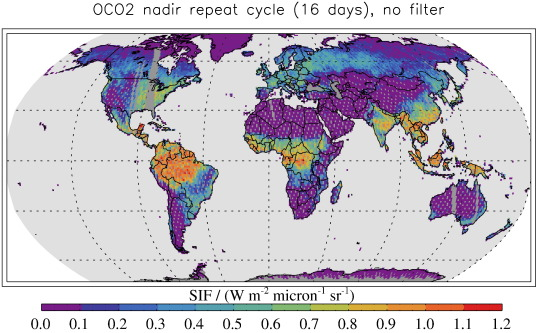 OCO2 nadir repeat cycle (16 days), no filter
SIF / (W m⁻² micron⁻¹ sr⁻¹)
0.0 0.1 0.2 0.3 0.4 0.5 0.6 0.7 0.8 0.9 1.0 1.1 1.2